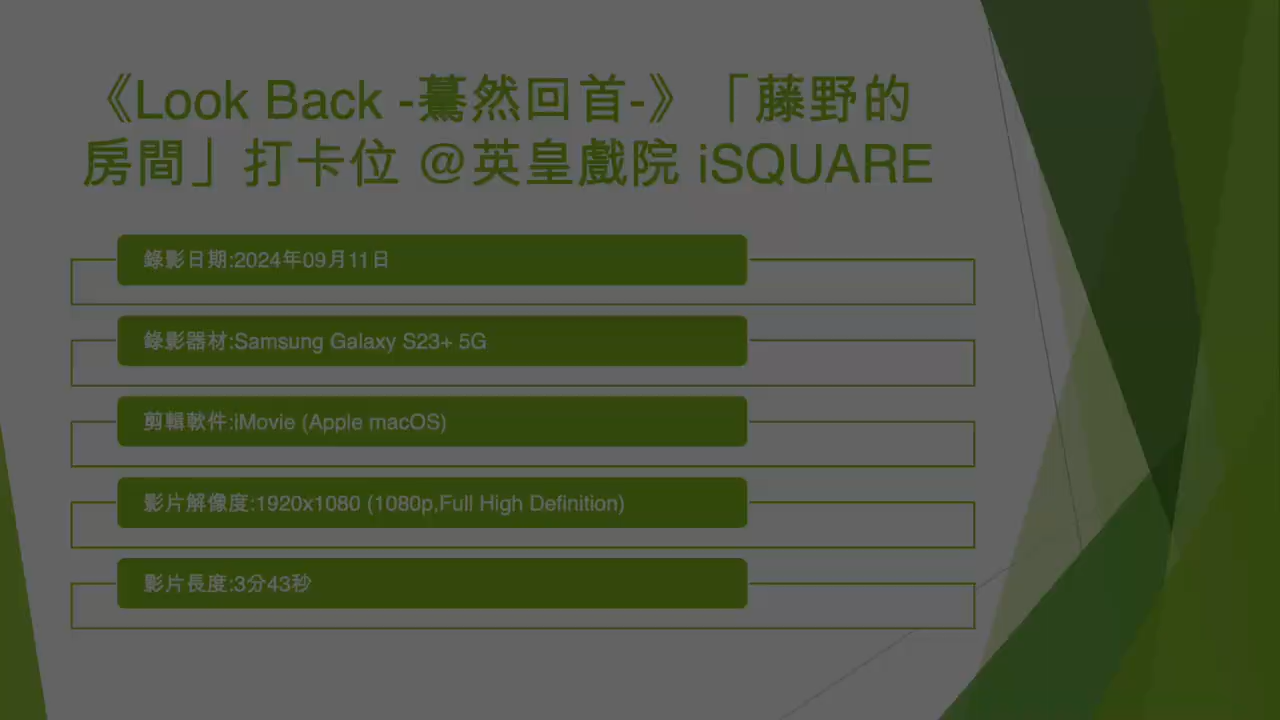 《Look Back -驀然回首-》「藤野的
房間」打卡位 @英皇戲院 iSQUARE
錄影日期:2024年09月11日
錄影器材:Samsung Galaxy S23+ 5G
剪輯軟件:iMovie (Apple macOS)
影片解像度:1920x1080 (1080p,Full High Definition)
影片長度:3分43秒